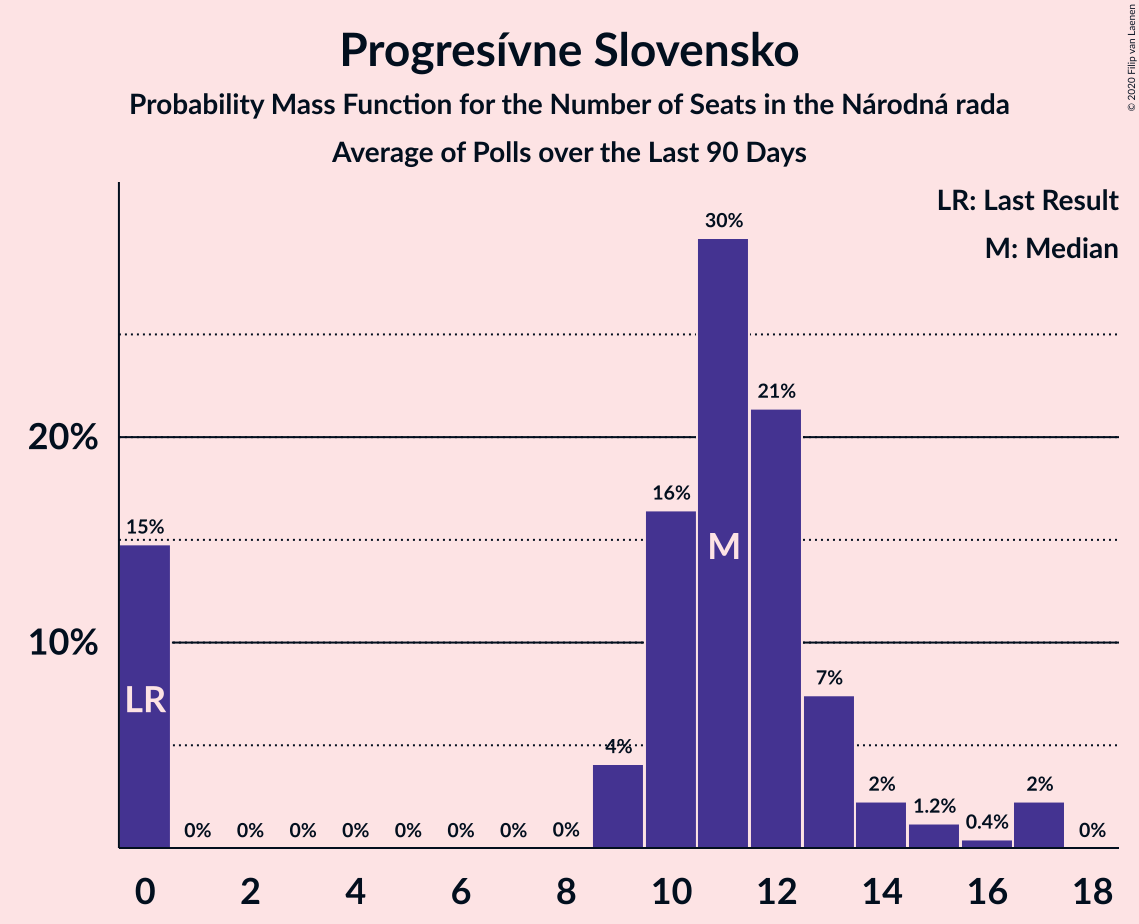 Progresívne Slovensko
Probability Mass Function for the Number of Seats in the Národná rada
Average of Polls over the Last 90 Days
© 2020 Filip van Laenen
LR: Last Result
M: Median
30%
21%
20%
16%
15%
M
10%
7%
LR
4%
2%
2%
1.2%
0.4%
0% 0% 0% 0% 0% 0% 0% 0% 0%
0 2 4 6 8 10 12 14 16 18